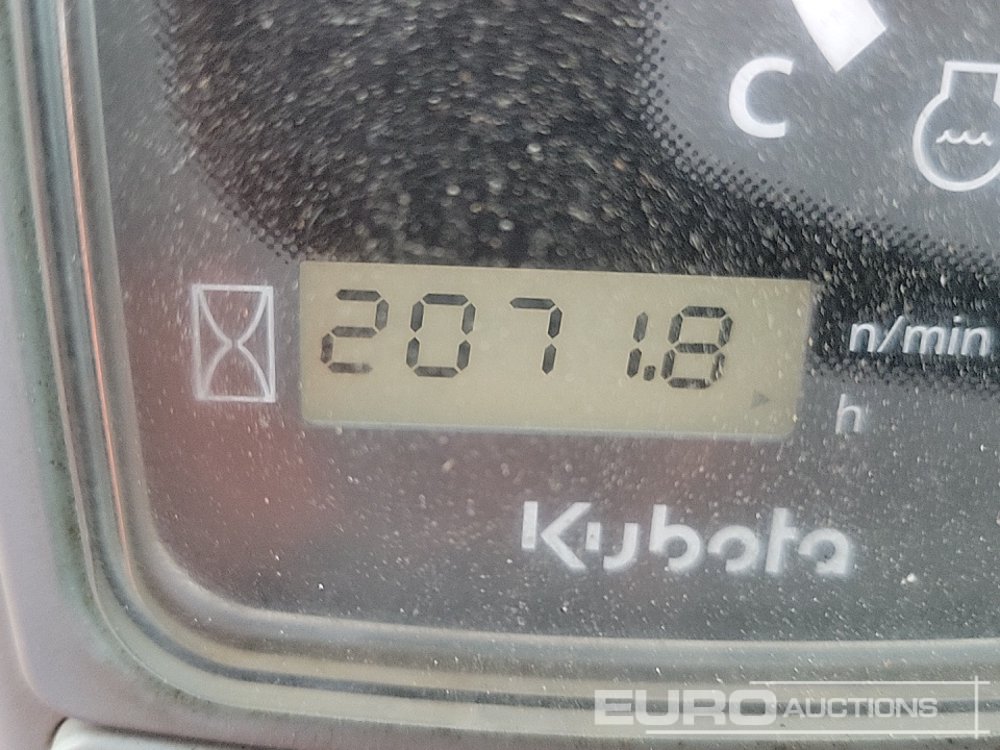 C
2071.8
n/min
h
Kubota
EURO AUCTIONS